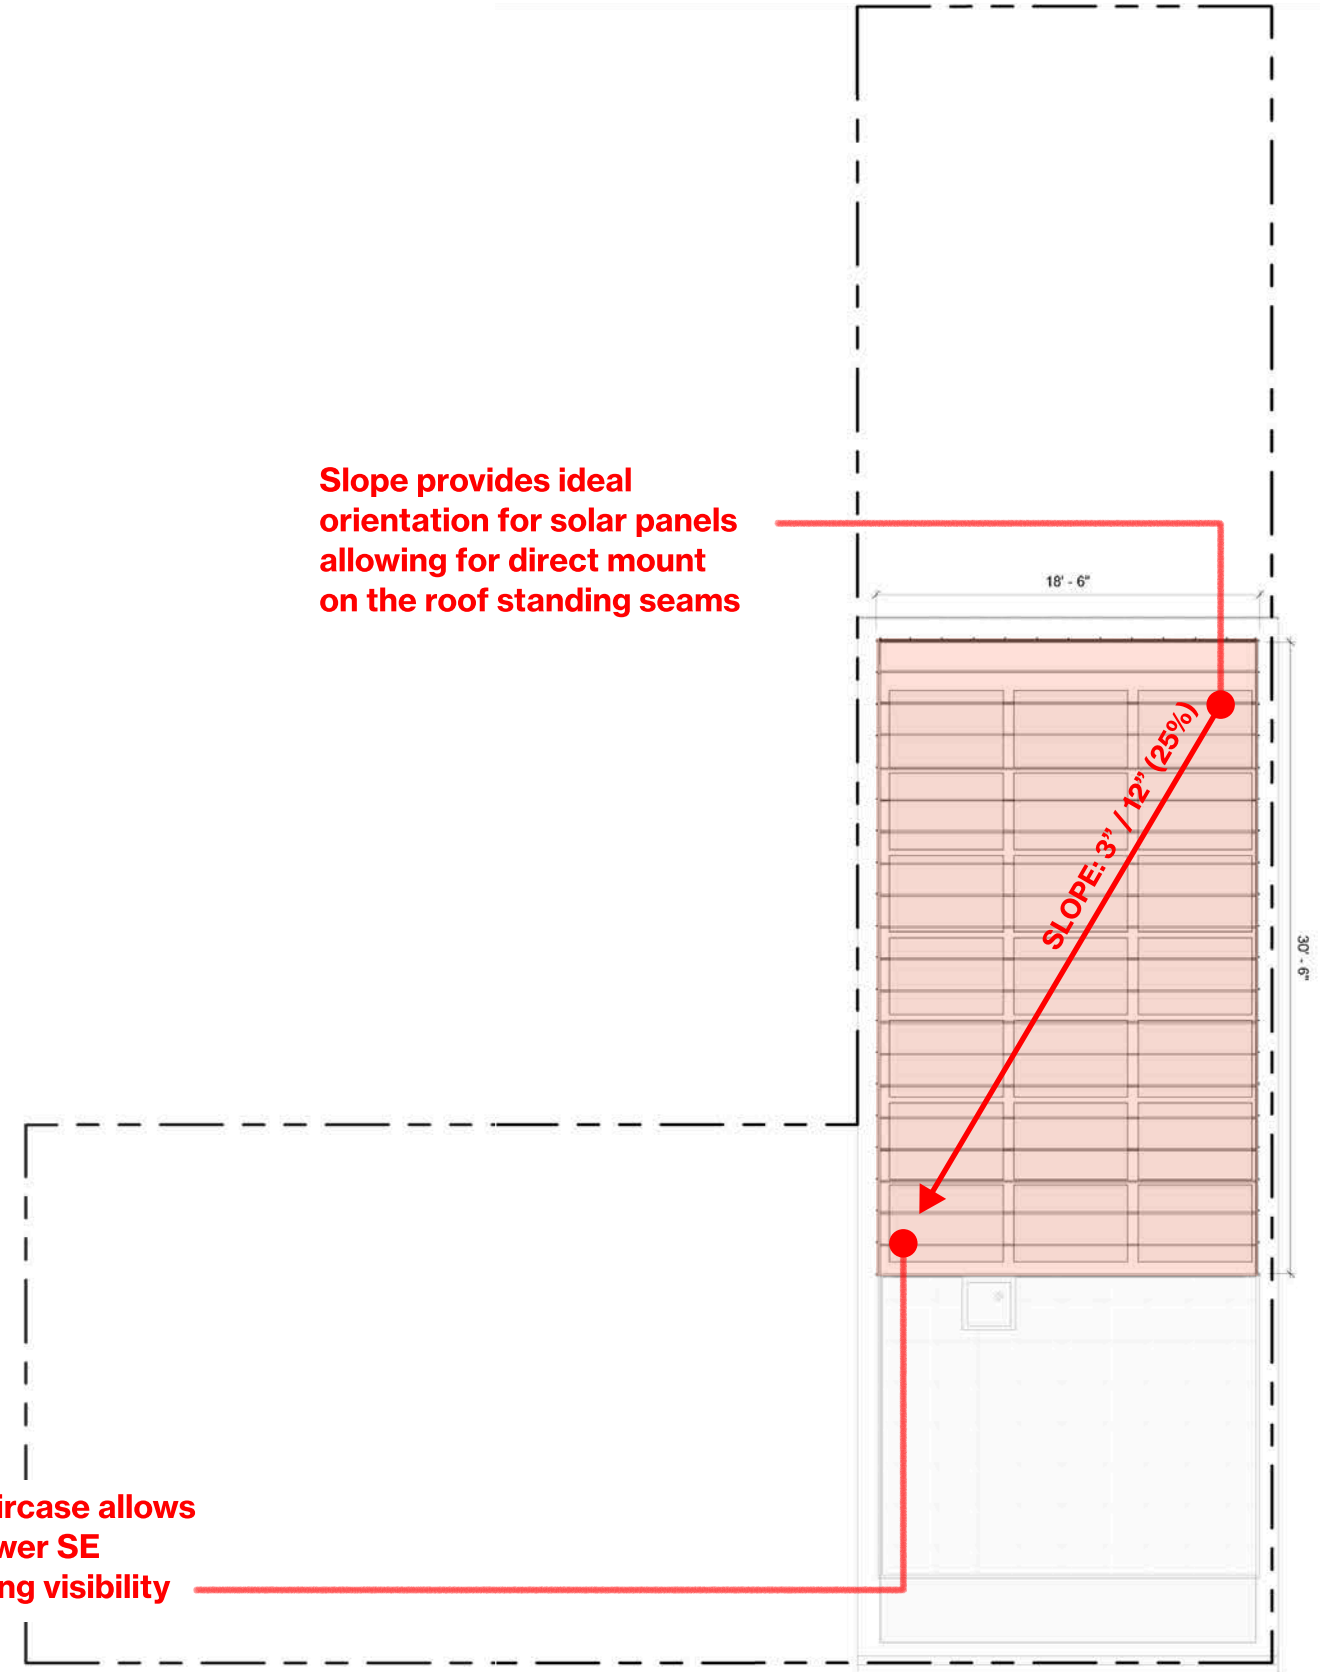 Slope provides ideal
orientation for solar panels
allowing for direct mount
on the roof standing seams
18' - 6"
SLOPE: 3” / 12” (25%)
30' - 6"
ircase allows
wer SE
ng visibility